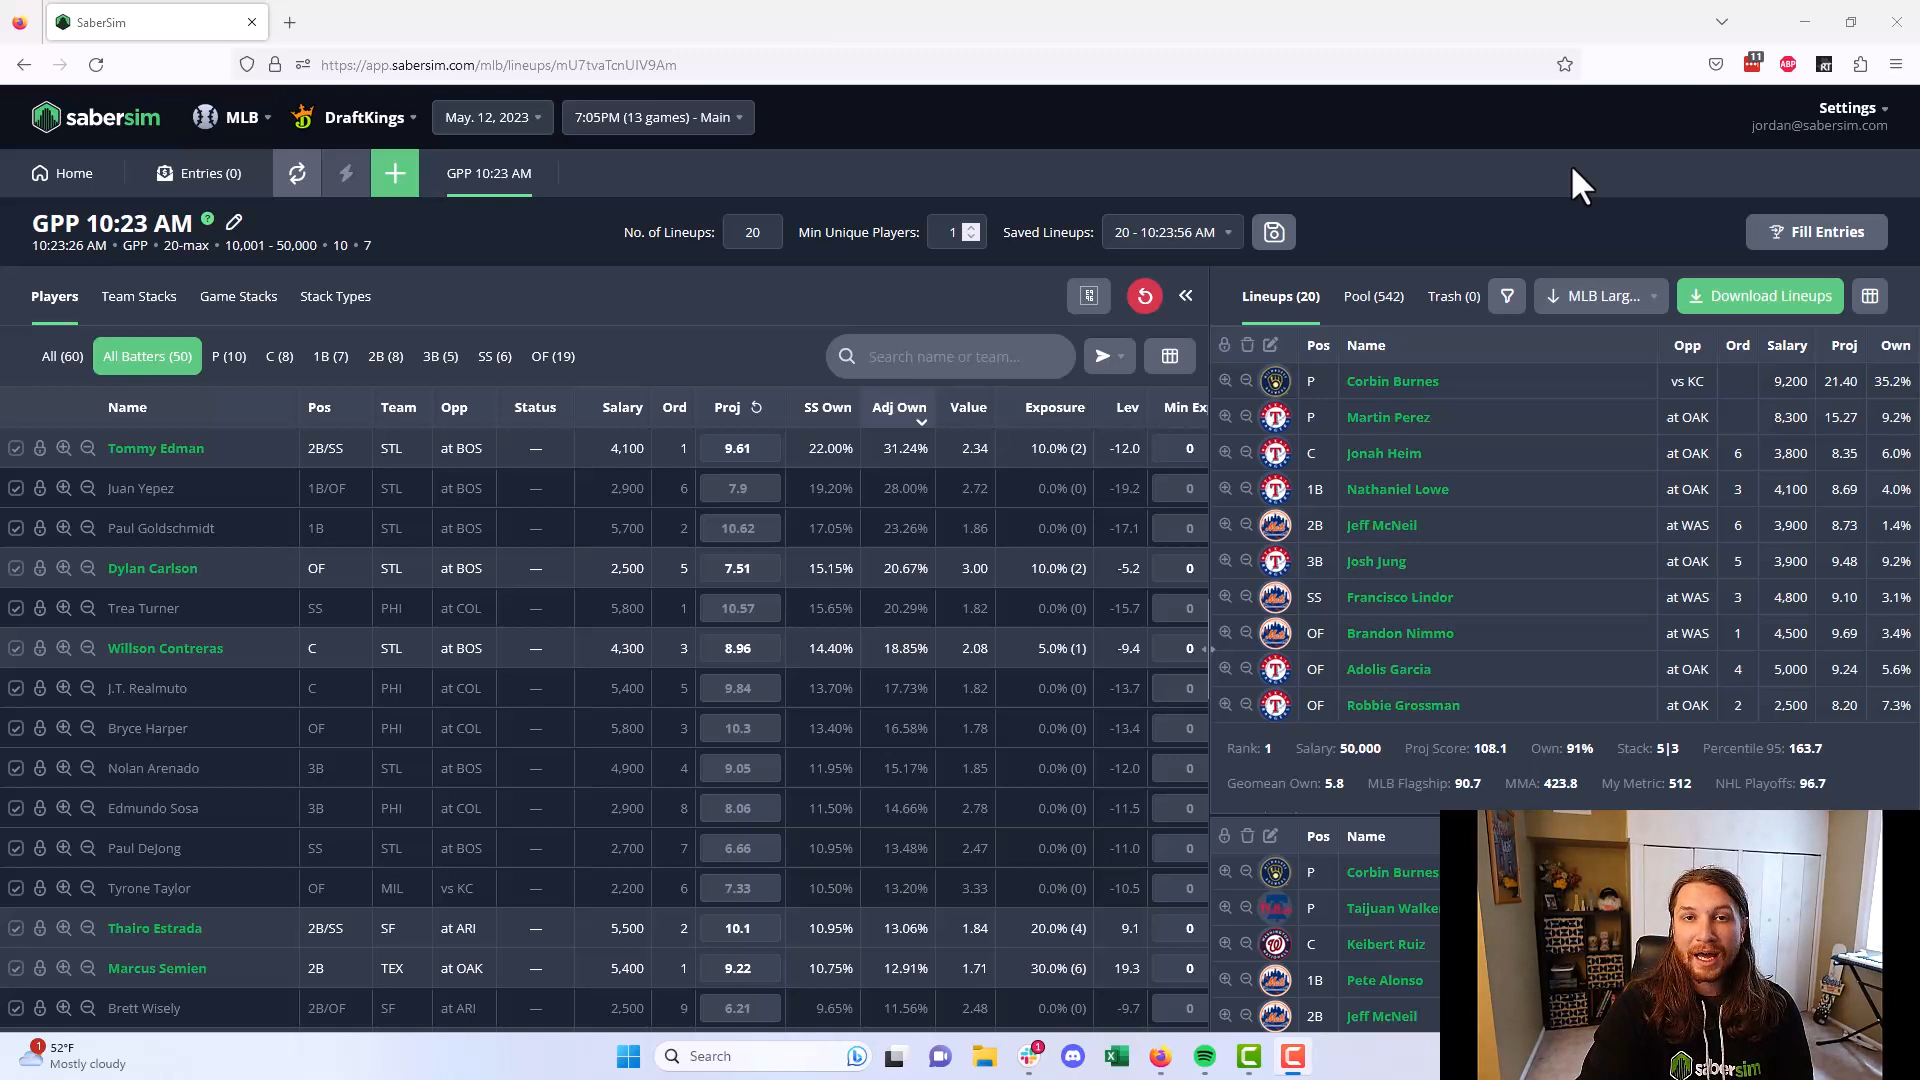 SaberSim
https://app.sabersim.com/mlb/lineups/mU7tvaTcnUIV9Am
11
ABP
RT
sabersim
MLB
DraftKings
May. 12, 2023
7:05PM (13 games) - Main
Settings
jordan@sabersim.com
Home
Entries (0)
GPP 10:23 AM
GPP 10:23 AM
10:23:26 AM • GPP • 20-max • 10,001 - 50,000 • 10 • 7
No. of Lineups: 20
Min Unique Players: 1
Saved Lineups: 20 - 10:23:56 AM
Fill Entries
Players Team Stacks Game Stacks Stack Types
All (60) All Batters (50) P (10) C (8) 1B (7) 2B (8) 3B (5) SS (6) OF (19)
Search name or team...
Name Pos Team Opp Status Salary Ord Proj SS Own Adj Own Value Exposure Lev Min Ex
Tommy Edman 2B/SS STL at BOS — 4,100 1 9.61 22.00% 31.24% 2.34 10.0% (2) -12.0 0
Juan Yepez 1B/OF STL at BOS — 2,900 6 7.9 19.20% 28.00% 2.72 0.0% (0) -19.2 0
Paul Goldschmidt 1B STL at BOS — 5,700 2 10.62 17.05% 23.26% 1.86 0.0% (0) -17.1 0
Dylan Carlson OF STL at BOS — 2,500 5 7.51 15.15% 20.67% 3.00 10.0% (2) -5.2 0
Trea Turner SS PHI at COL — 5,800 1 10.57 15.65% 20.29% 1.82 0.0% (0) -15.7 0
Willson Contreras C STL at BOS — 4,300 3 8.96 14.40% 18.85% 2.08 5.0% (1) -9.4 0
J.T. Realmuto C PHI at COL — 5,400 5 9.84 13.70% 17.73% 1.82 0.0% (0) -13.7 0
Bryce Harper OF PHI at COL — 5,800 3 10.3 13.40% 16.58% 1.78 0.0% (0) -13.4 0
Nolan Arenado 3B STL at BOS — 4,900 4 9.05 11.95% 15.17% 1.85 0.0% (0) -12.0 0
Edmundo Sosa 3B PHI at COL — 2,900 8 8.06 11.50% 14.66% 2.78 0.0% (0) -11.5 0
Paul DeJong SS STL at BOS — 2,700 7 6.66 10.95% 13.48% 2.47 0.0% (0) -11.0 0
Tyrone Taylor OF MIL vs KC — 2,200 6 7.33 10.50% 13.20% 3.33 0.0% (0) -10.5 0
Thairo Estrada 2B/SS SF at ARI — 5,500 2 10.1 10.95% 13.06% 1.84 20.0% (4) 9.1 0
Marcus Semien 2B TEX at OAK — 5,400 1 9.22 10.75% 12.91% 1.71 30.0% (6) 19.3 0
Brett Wisely 2B/OF SF at ARI — 2,500 9 6.21 9.65% 11.56% 2.48 0.0% (0) -9.7 0
Lineups (20) Pool (542) Trash (0) MLB Larg... Download Lineups
Pos Name Opp Ord Salary Proj Own
P Corbin Burnes vs KC 9,200 21.40 35.2%
P Martin Perez at OAK 8,300 15.27 9.2%
C Jonah Heim at OAK 6 3,800 8.35 6.0%
1B Nathaniel Lowe at OAK 3 4,100 8.69 4.0%
2B Jeff McNeil at WAS 6 3,900 8.73 1.4%
3B Josh Jung at OAK 5 3,900 9.48 9.2%
SS Francisco Lindor at WAS 3 4,800 9.10 3.1%
OF Brandon Nimmo at WAS 1 4,500 9.69 3.4%
OF Adolis Garcia at OAK 4 5,000 9.24 5.6%
OF Robbie Grossman at OAK 2 2,500 8.20 7.3%
Rank: 1 Salary: 50,000 Proj Score: 108.1 Own: 91% Stack: 5|3 Percentile 95: 163.7
Geomean Own: 5.8 MLB Flagship: 90.7 MMA: 423.8 My Metric: 512 NHL Playoffs: 96.7
Pos Name
P Corbin Burnes
P Taijuan Walke
C Keibert Ruiz
1B Pete Alonso
2B Jeff McNeil
sabersim
1
52°F
Mostly cloudy
Search
1